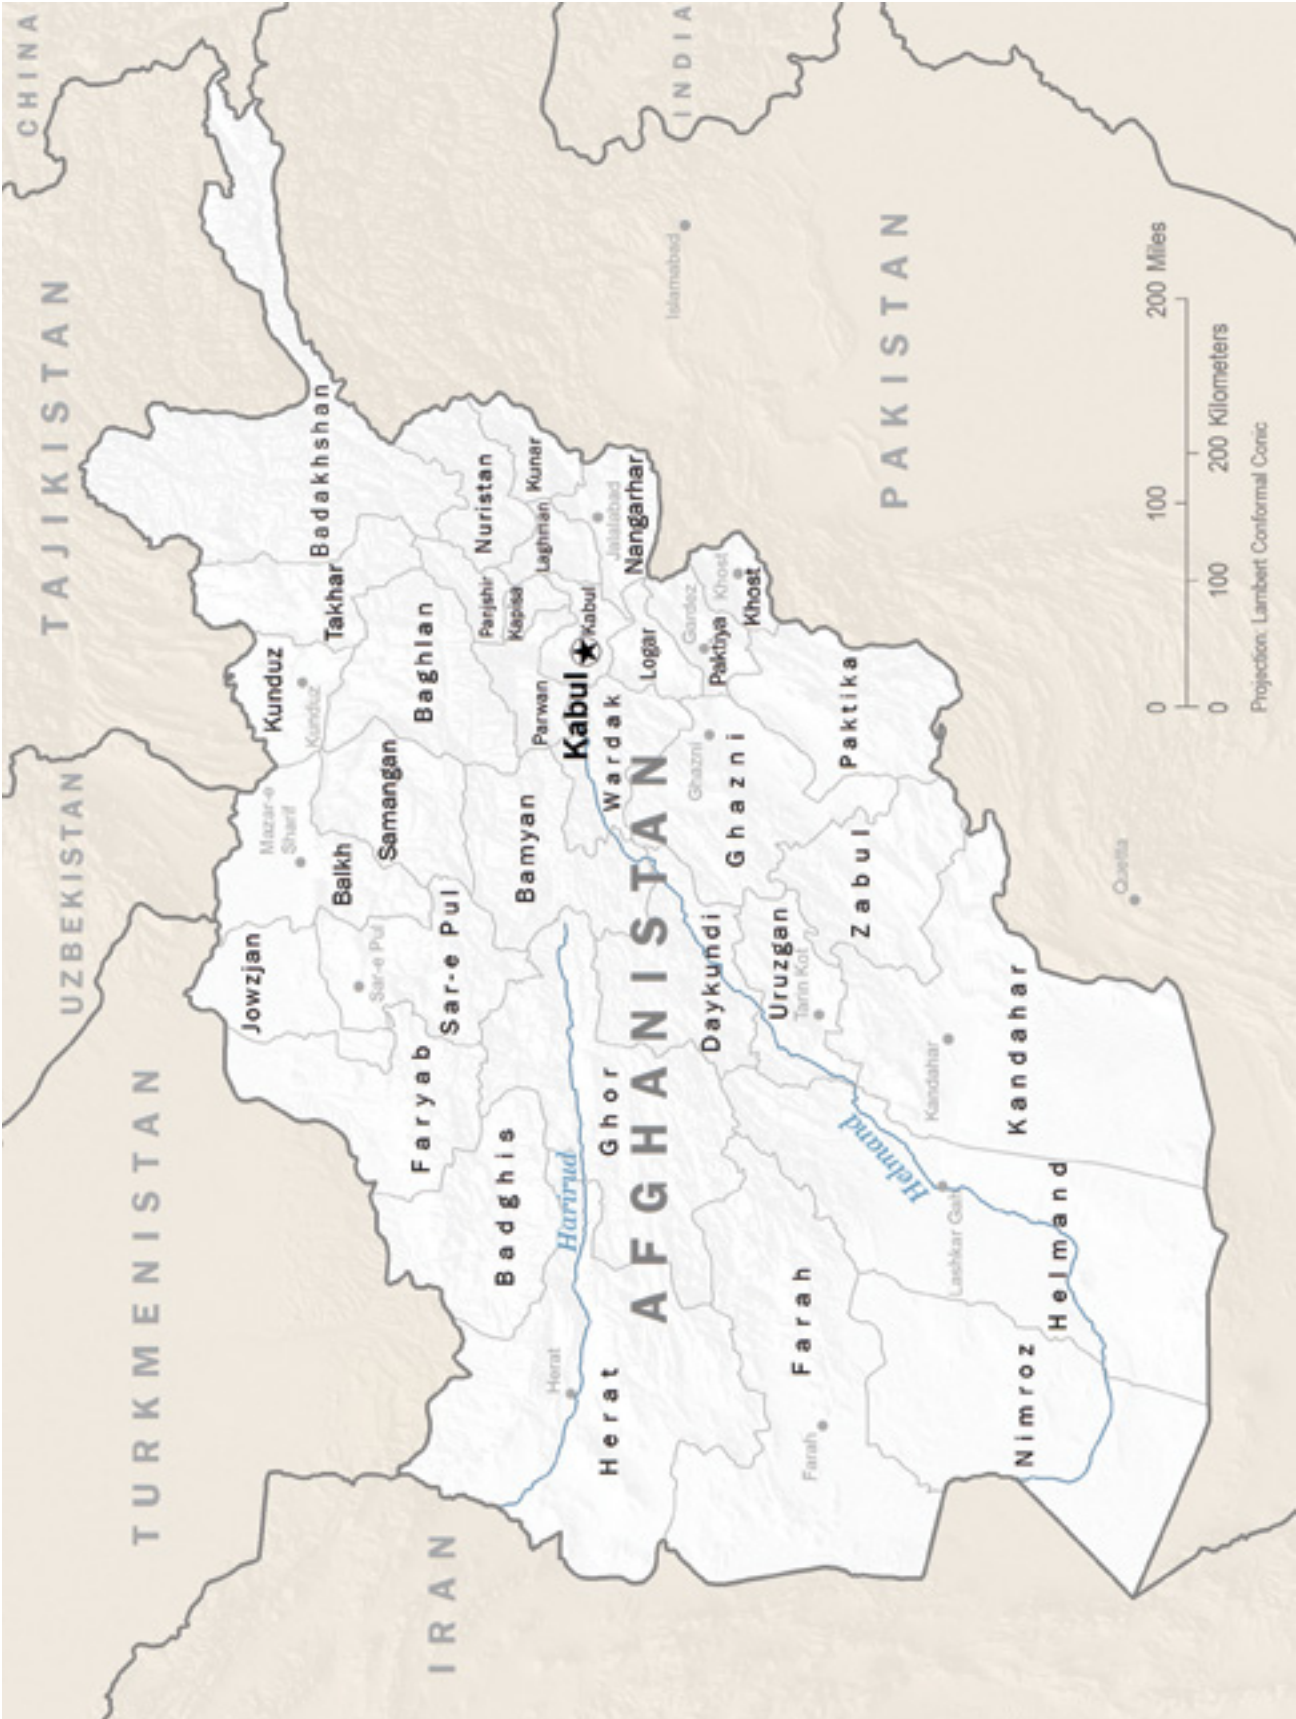 CHINA
TAJIKISTAN
UZBEKISTAN
TURKMENISTAN
IRAN
INDIA
PAKISTAN
AFGHANISTAN
Badakhshan
Takhar
Kunduz
Kunduz
Baghlan
Nuristan
Kunar
Laghman
Panjshir
Kapisa
Jalalabad
Nangarhar
Parwan
Kabul
Kabul
Logar
Gardez
Khost
Khost
Paktiya
Wardak
Ghazni
Ghazni
Paktika
Mazar-e
Sharif
Balkh
Samangan
Bamyan
Jowzjan
Sar-e Pul
Sar-e Pul
Faryab
Badghis
Harirud
Ghor
Daykundi
Uruzgan
Tarin Kot
Zabul
Kandahar
Kandahar
Helmand
Lashkar Gah
Helmand
Herat
Herat
Farah
Farah
Nimroz
Islamabad
Quetta
0 100 200 Miles
0 100 200 Kilometers
Projection: Lambert Conformal Conic